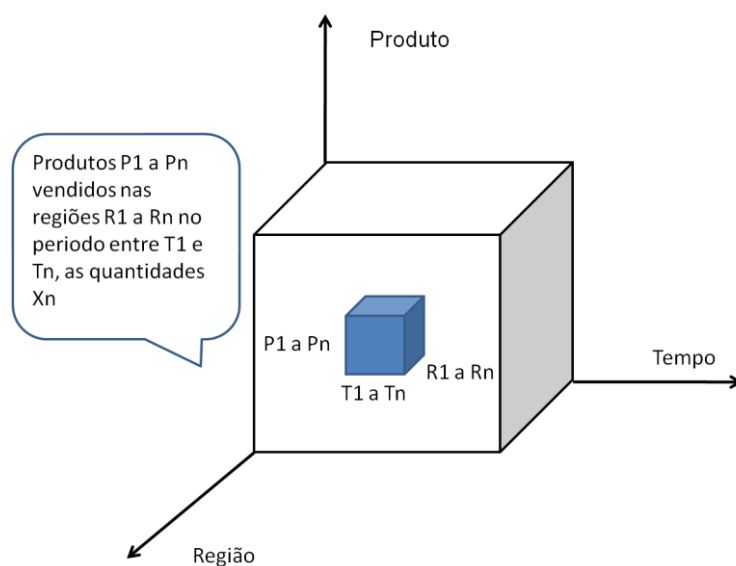 Produto
Produtos P1 a Pn
vendidos nas
regiões R1 a Rn no
periodo entre T1 e
Tn, as quantidades
Xn
P1 a Pn
T1 a Tn
R1 a Rn
Tempo
Região